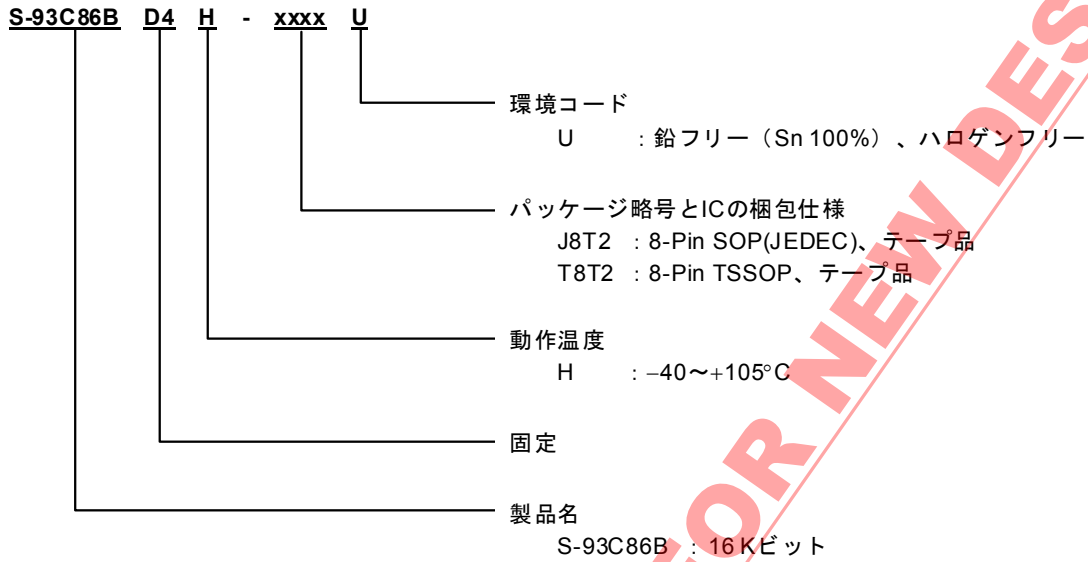 S-93C86B D4 H - xxxx U
環境コード
U : 鉛フリー（Sn 100%）、ハロゲンフリー
パッケージ略号とICの梱包仕様
J8T2 : 8-Pin SOP(JEDEC)、テープ品
T8T2 : 8-Pin TSSOP、テープ品
動作温度
H : −40～+105°C
固定
製品名
S-93C86B : 16 Kビット
FOR NEW DES